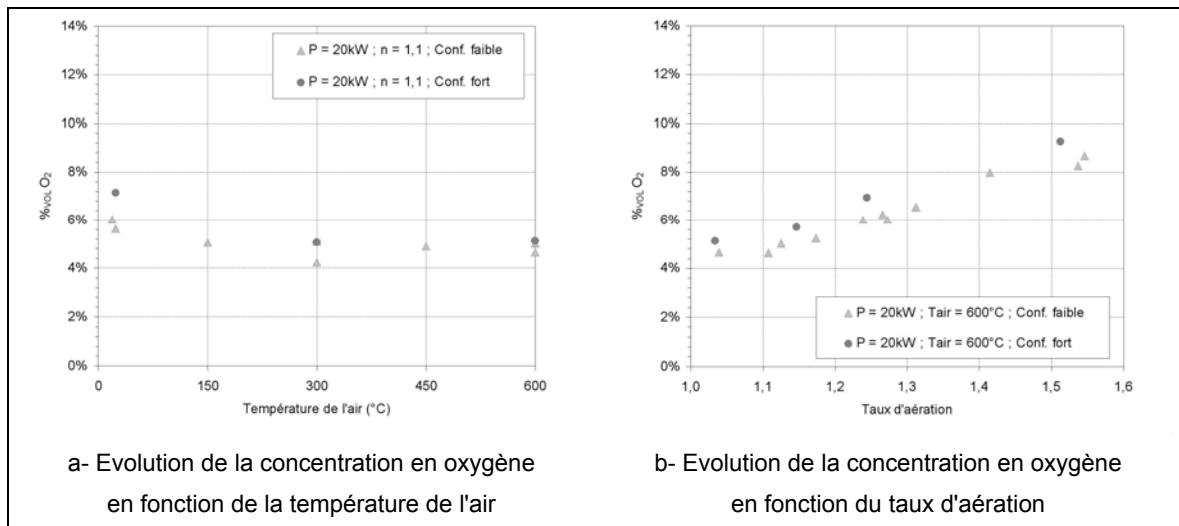 14%
12%
10%
8%
6%
4%
2%
0%
%VOL O2
P = 20kW ; n = 1,1 ; Conf. faible
P = 20kW ; n = 1,1 ; Conf. fort
0 150 300 450 600
Température de l'air (°C)
a- Evolution de la concentration en oxygène
en fonction de la température de l'air
14%
12%
10%
8%
6%
4%
2%
0%
%VOL O2
P = 20kW ; Tair = 600°C ; Conf. faible
P = 20kW ; Tair = 600°C ; Conf. fort
1,0 1,1 1,2 1,3 1,4 1,5 1,6
Taux d'aération
b- Evolution de la concentration en oxygène
en fonction du taux d'aération